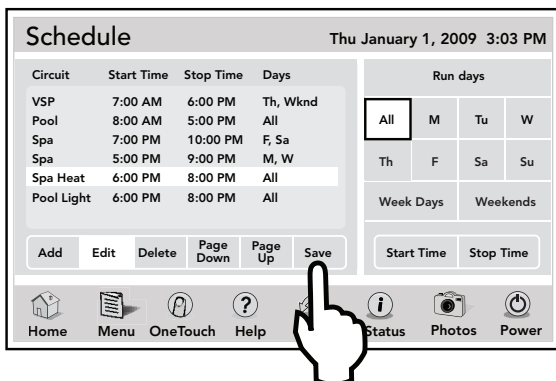 Schedule
Thu January 1, 2009 3:03 PM
Circuit Start Time Stop Time Days
VSP 7:00 AM 6:00 PM Th, Wknd
Pool 8:00 AM 5:00 PM All
Spa 7:00 PM 10:00 PM F, Sa
Spa 5:00 PM 9:00 PM M, W
Spa Heat 6:00 PM 8:00 PM All
Pool Light 6:00 PM 8:00 PM All
Add Edit Delete Page Down Page Up Save
Run days
All M Tu W
Th F Sa Su
Week Days Weekends
Start Time Stop Time
Home Menu OneTouch Help Status Photos Power